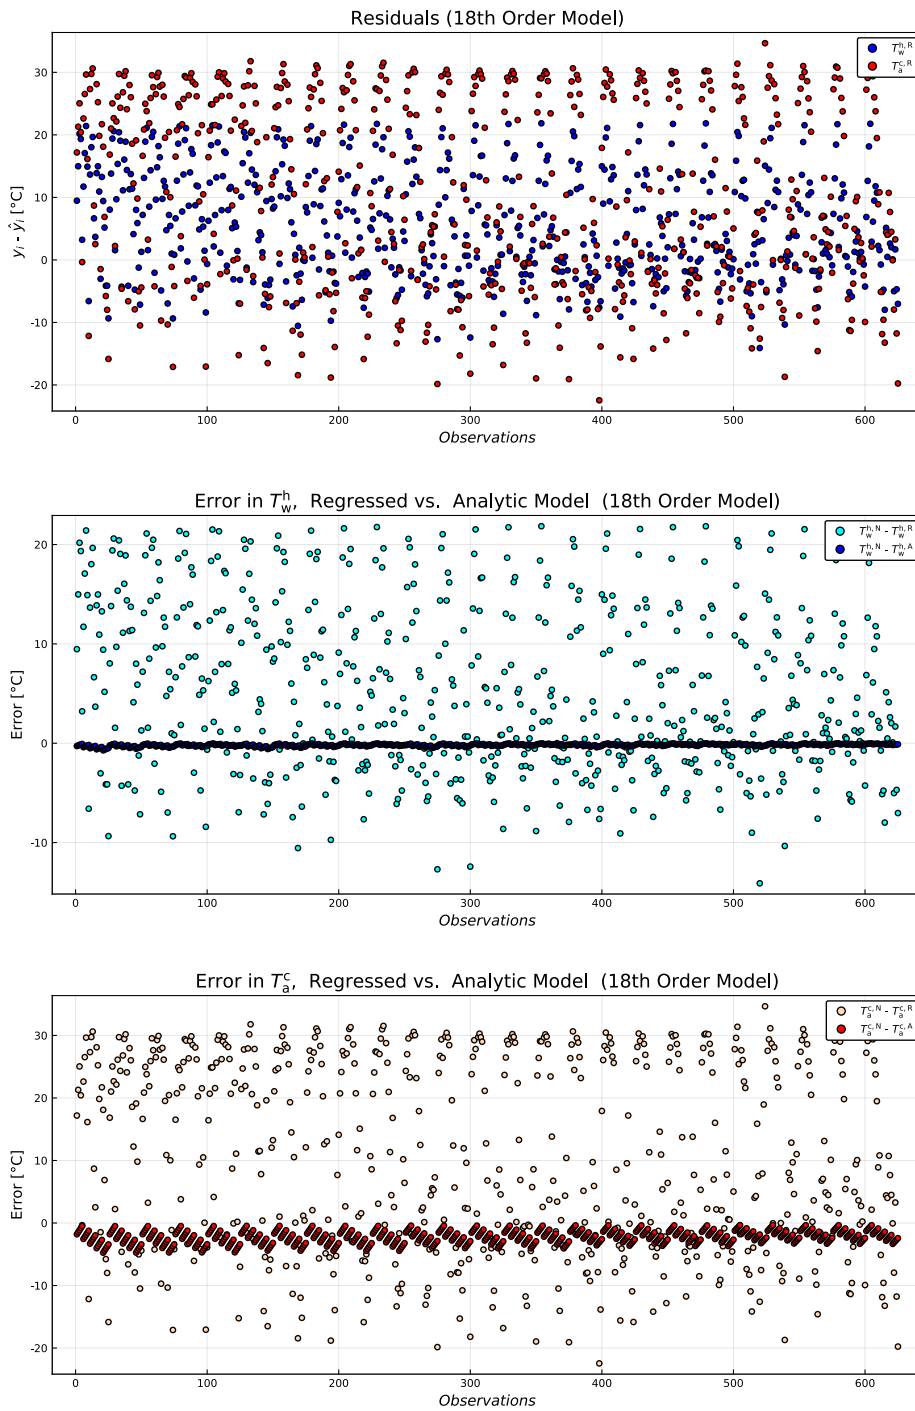 Residuals (18th Order Model)
T_w^{h,R}
T_a^{c,R}
30
20
10
0
-10
-20
y_i - ŷ_i [°C]
0 100 200 300 400 500 600
Observations
Error in T_w^h, Regressed vs. Analytic Model (18th Order Model)
T_w^{h,N} - T_w^{h,R}
T_w^{h,N} - T_w^{h,A}
20
10
0
-10
Error [°C]
0 100 200 300 400 500 600
Observations
Error in T_a^c, Regressed vs. Analytic Model (18th Order Model)
T_a^{c,N} - T_a^{c,R}
T_a^{c,N} - T_a^{c,A}
30
20
10
0
-10
-20
Error [°C]
0 100 200 300 400 500 600
Observations